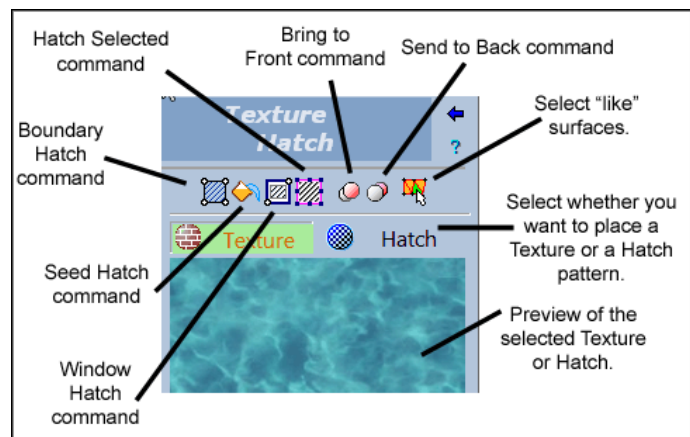 Hatch Selected
command
Bring to
Front command
Send to Back command
Select “like”
surfaces.
Boundary
Hatch
command
Texture
Hatch
?
Select whether you
want to place a
Texture or a Hatch
pattern.
Texture
Hatch
Seed Hatch
command
Preview of the
selected Texture
or Hatch.
Window
Hatch
command